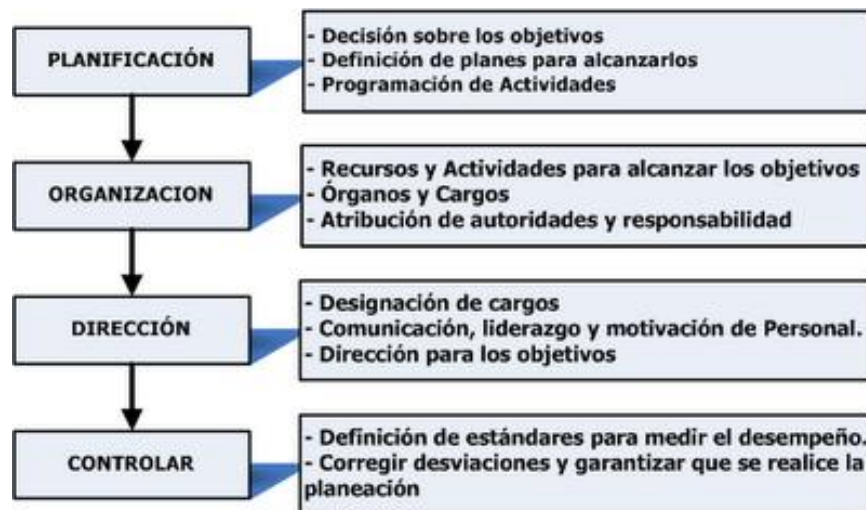 PLANIFICACIÓN
- Decisión sobre los objetivos
- Definición de planes para alcanzarlos
- Programación de Actividades
ORGANIZACION
- Recursos y Actividades para alcanzar los objetivos
- Órganos y Cargos
- Atribución de autoridades y responsabilidad
DIRECCIÓN
- Designación de cargos
- Comunicación, liderazgo y motivación de Personal.
- Dirección para los objetivos
CONTROLAR
- Definición de estándares para medir el desempeño.
- Corregir desviaciones y garantizar que se realice la
planeación